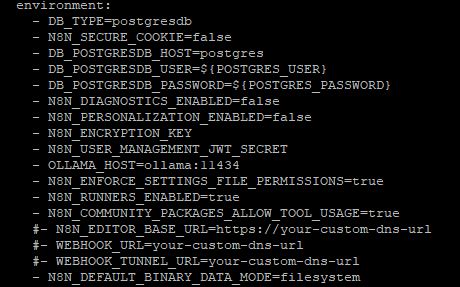 environment:
- DB_TYPE=postgresdb
- N8N_SECURE_COOKIE=false
- DB_POSTGRESDB_HOST=postgres
- DB_POSTGRESDB_USER=${POSTGRES_USER}
- DB_POSTGRESDB_PASSWORD=${POSTGRES_PASSWORD}
- N8N_DIAGNOSTICS_ENABLED=false
- N8N_PERSONALIZATION_ENABLED=false
- N8N_ENCRYPTION_KEY
- N8N_USER_MANAGEMENT_JWT_SECRET
- OLLAMA_HOST=ollama:11434
- N8N_ENFORCE_SETTINGS_FILE_PERMISSIONS=true
- N8N_RUNNERS_ENABLED=true
- N8N_COMMUNITY_PACKAGES_ALLOW_TOOL_USAGE=true
#- N8N_EDITOR_BASE_URL=https://your-custom-dns-url
#- WEBHOOK_URL=your-custom-dns-url
#- WEBHOOK_TUNNEL_URL=your-custom-dns-url
- N8N_DEFAULT_BINARY_DATA_MODE=filesystem